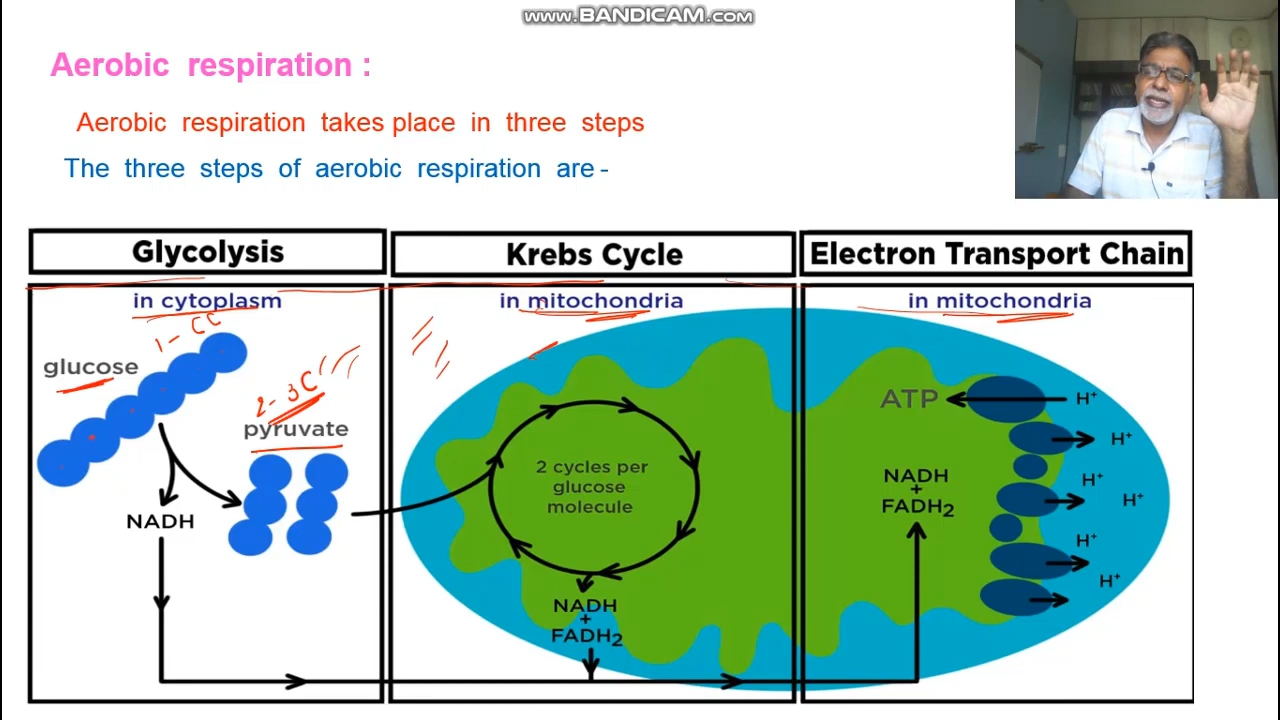 www.BANDICAM.com
Aerobic respiration :
Aerobic respiration takes place in three steps
The three steps of aerobic respiration are -
Glycolysis
Krebs Cycle
Electron Transport Chain
in cytoplasm
in mitochondria
in mitochondria
glucose
2 - 3C
pyruvate
NADH
2 cycles per
glucose
molecule
NADH
+
FADH2
ATP
NADH
+
FADH2
H+
H+
H+
H+
H+
H+